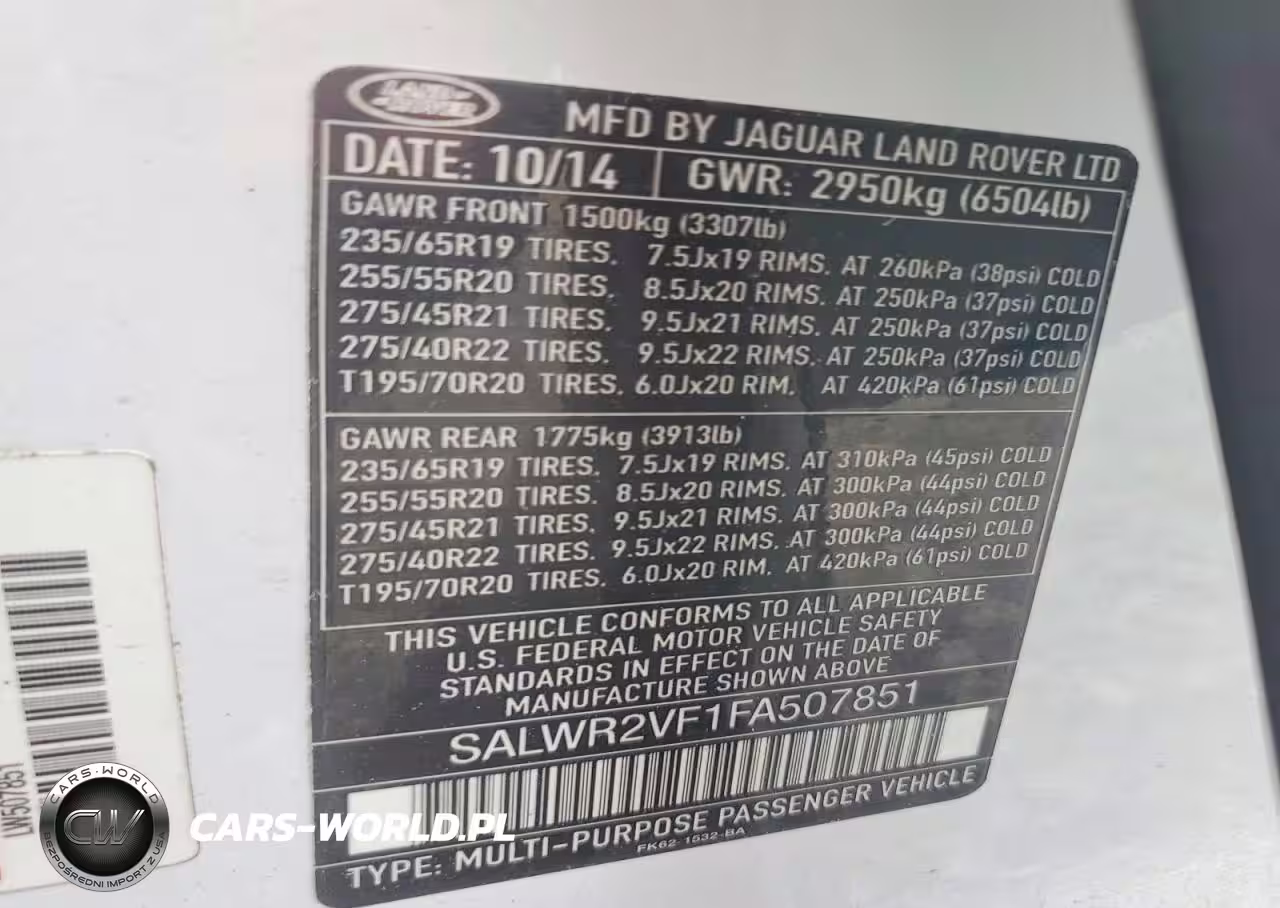 LAND
ROVER
MFD BY JAGUAR LAND ROVER LTD
DATE: 10/14
GWR: 2950kg (6504lb)
GAWR FRONT 1500kg (3307lb)
235/65R19 TIRES. 7.5Jx19 RIMS. AT 260kPa (38psi) COLD
255/55R20 TIRES. 8.5Jx20 RIMS. AT 250kPa (37psi) COLD
275/45R21 TIRES. 9.5Jx21 RIMS. AT 250kPa (37psi) COLD
275/40R22 TIRES. 9.5Jx22 RIMS. AT 250kPa (37psi) COLD
T195/70R20 TIRES. 6.0Jx20 RIM. AT 420kPa (61psi) COLD
GAWR REAR 1775kg (3913lb)
235/65R19 TIRES. 7.5Jx19 RIMS. AT 310kPa (45psi) COLD
255/55R20 TIRES. 8.5Jx20 RIMS. AT 300kPa (44psi) COLD
275/45R21 TIRES. 9.5Jx21 RIMS. AT 300kPa (44psi) COLD
275/40R22 TIRES. 9.5Jx22 RIMS. AT 300kPa (44psi) COLD
T195/70R20 TIRES. 6.0Jx20 RIM. AT 420kPa (61psi) COLD
THIS VEHICLE CONFORMS TO ALL APPLICABLE
U.S. FEDERAL MOTOR VEHICLE SAFETY
STANDARDS IN EFFECT ON THE DATE OF
MANUFACTURE SHOWN ABOVE
SALWR2VF1FA507851
TYPE: MULTI-PURPOSE PASSENGER VEHICLE
FK62-1532-BA
LW507851
CARS-WORLD
CW
BEZPOŚREDNI IMPORT Z USA
CARS-WORLD.PL